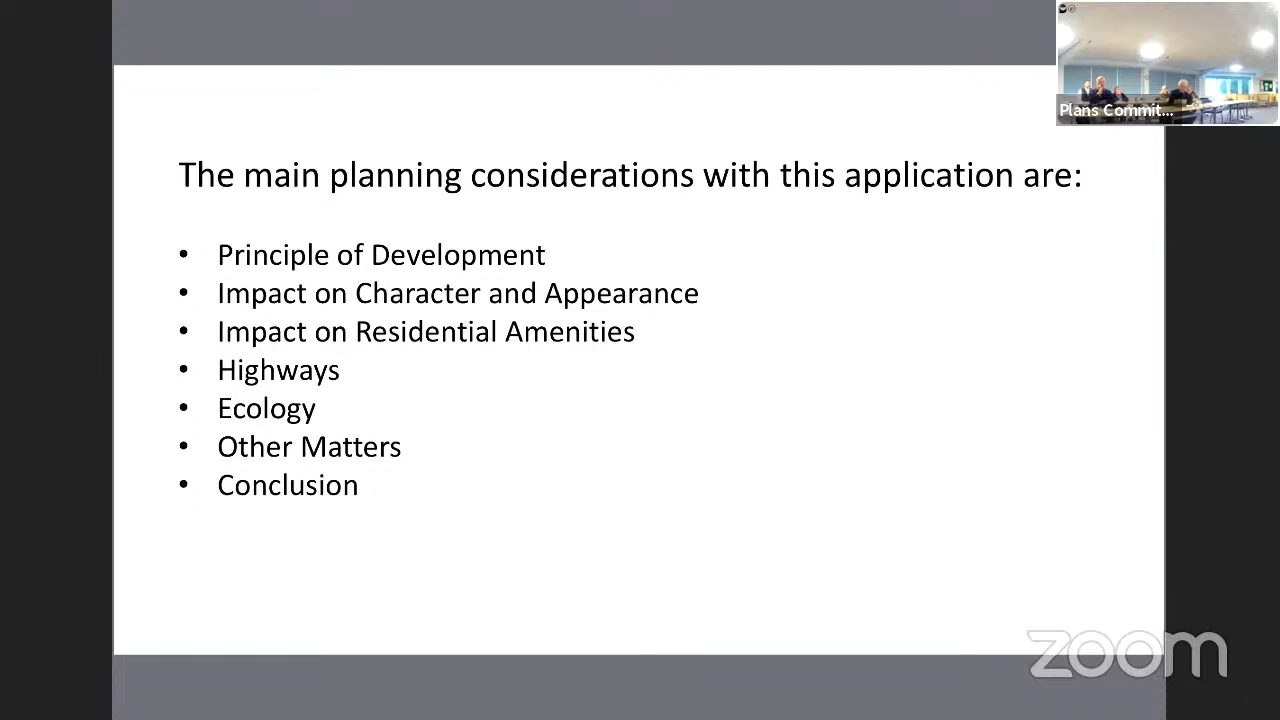 Plans Commit...
The main planning considerations with this application are:
• Principle of Development
• Impact on Character and Appearance
• Impact on Residential Amenities
• Highways
• Ecology
• Other Matters
• Conclusion
zoom